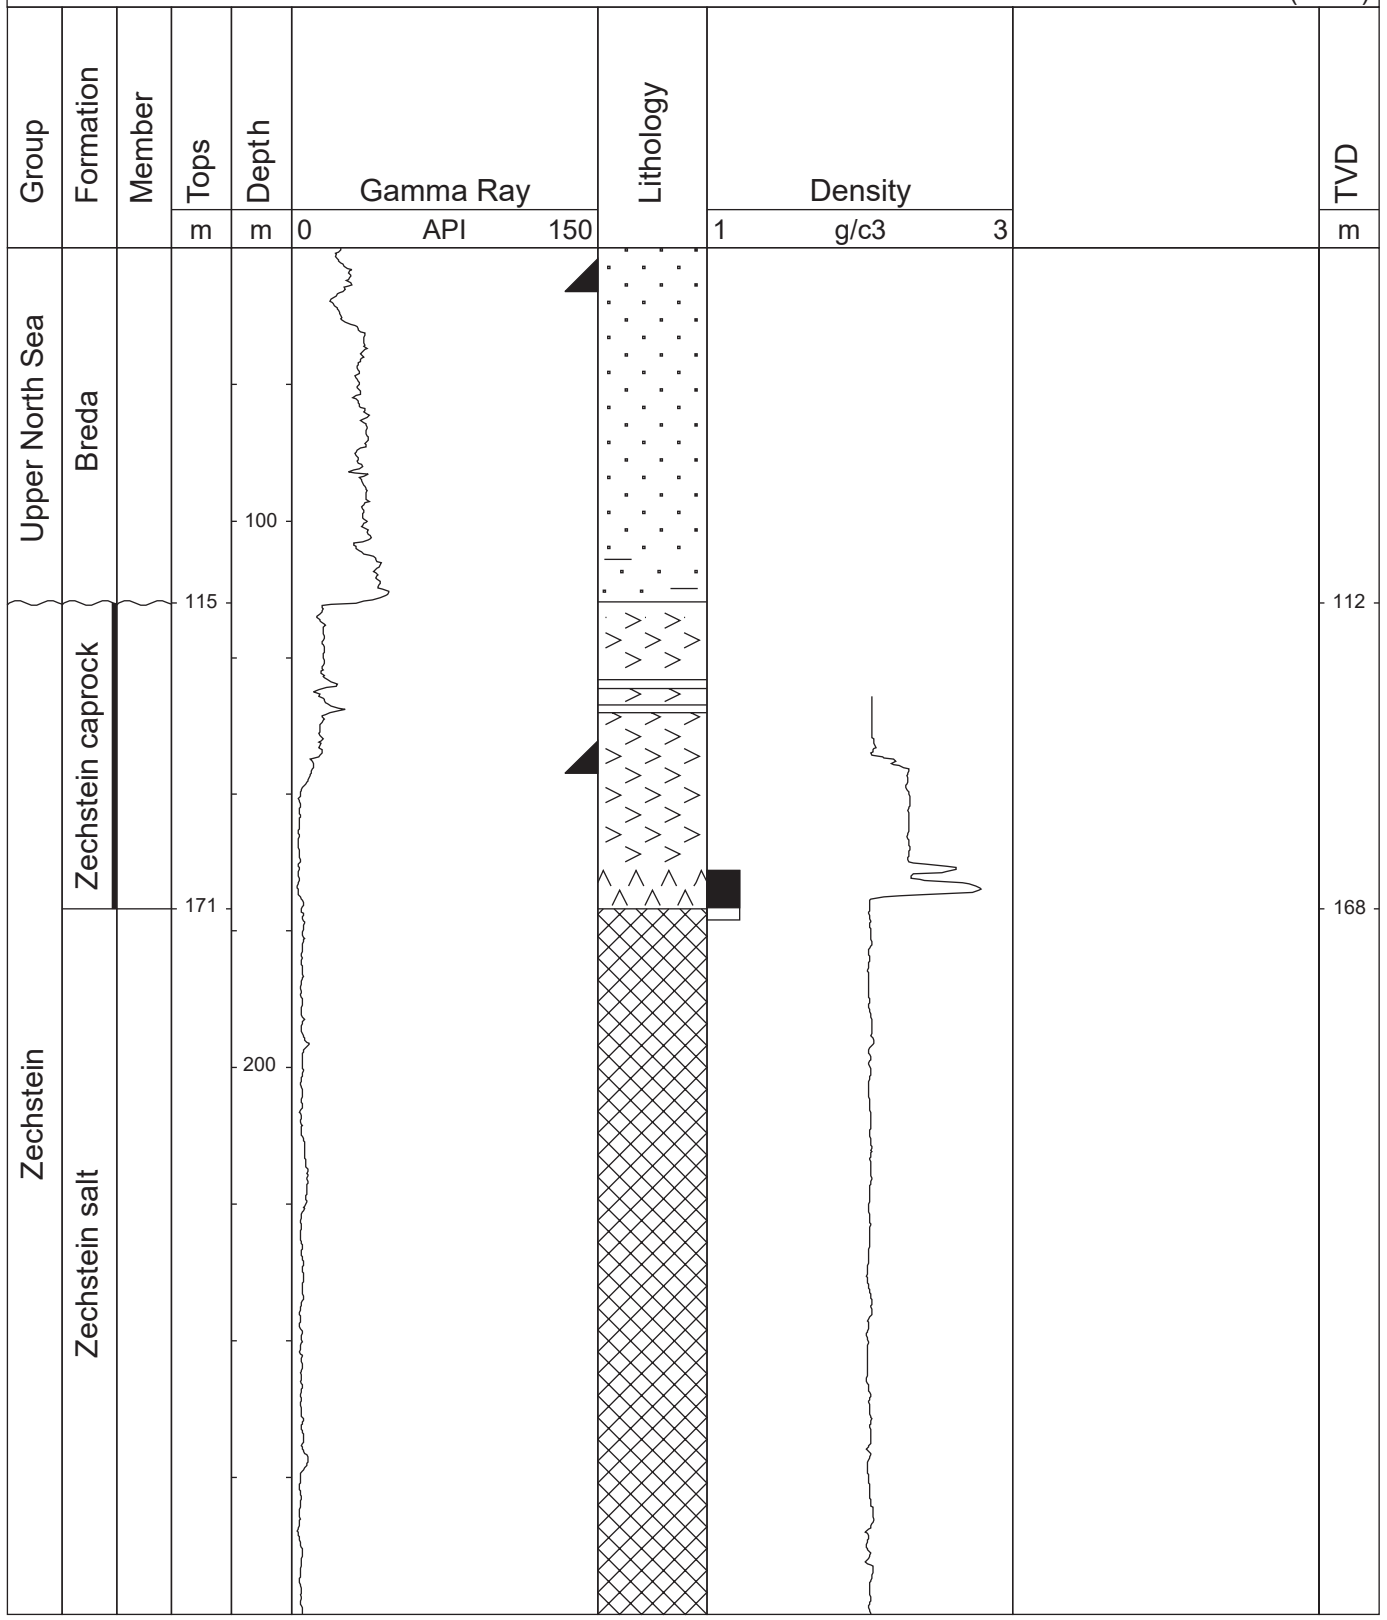 Group
Formation
Member
Tops
Depth
Gamma Ray
Lithology
Density
TVD
m
m
0 API 150
1 g/c3 3
m
Upper North Sea
Breda
100
115
112
Zechstein caprock
171
168
Zechstein
200
Zechstein salt